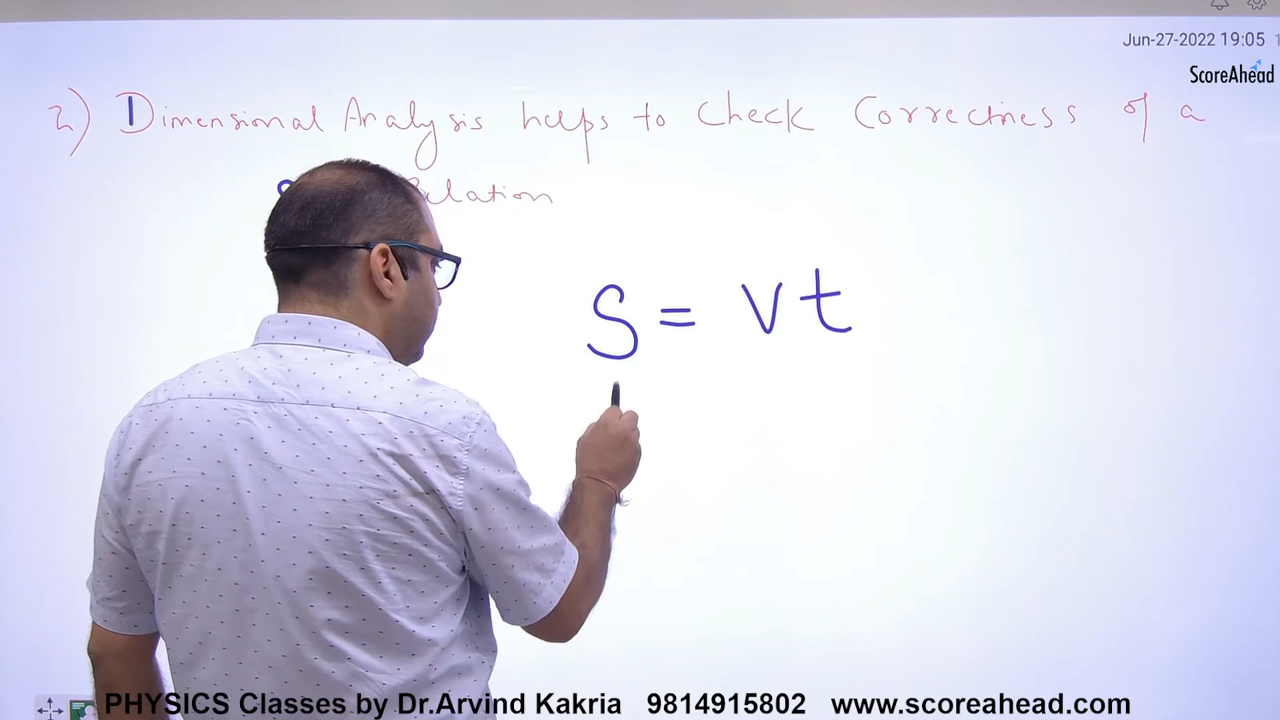 Jun-27-2022 19:05
ScoreAhead
2) Dimensional Analysis helps to Check Correctness of a
Relation
S = vt
PHYSICS Classes by Dr.Arvind Kakria 9814915802 www.scoreahead.com